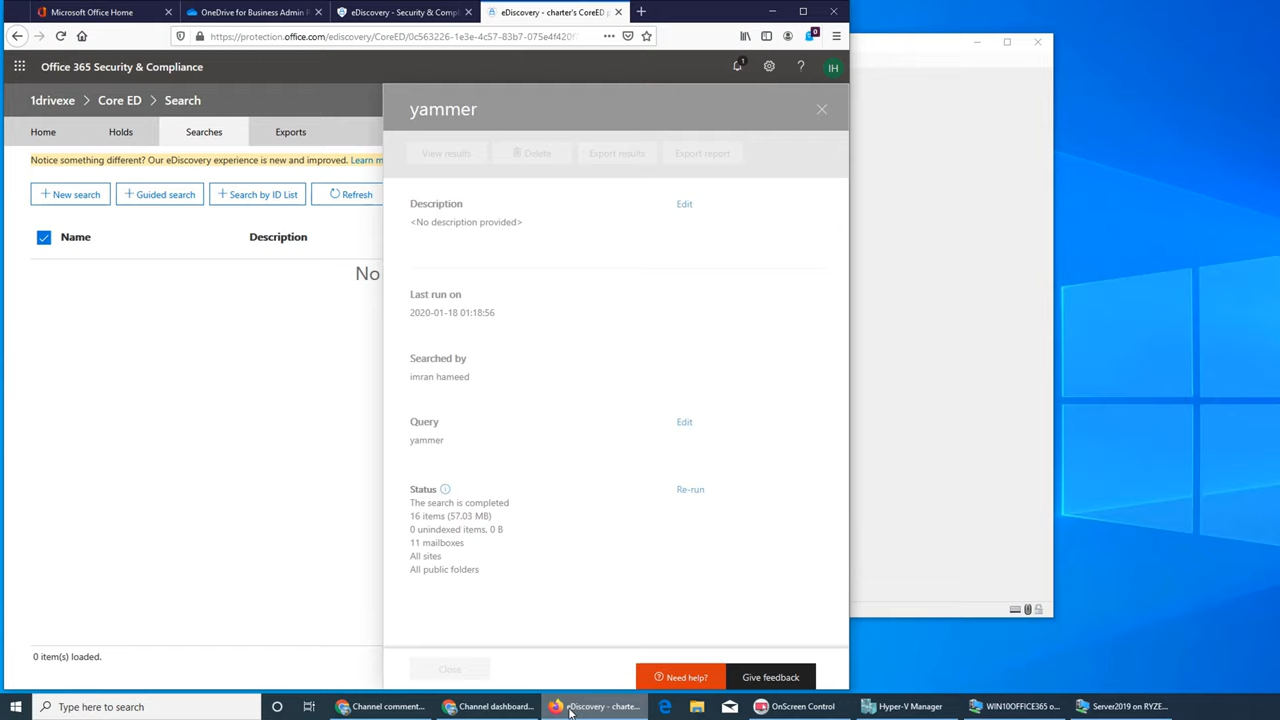 Microsoft Office Home
OneDrive for Business Admin
eDiscovery - Security & Compl
eDiscovery - charter's CoreED p
https://protection.office.com/ediscovery/CoreED/0c563226-1e3e-4c57-83b7-075e4f420f
0
Office 365 Security & Compliance
1
?
IH
1drivexe > Core ED > Search
yammer
Home
Holds
Searches
Exports
View results
Delete
Export results
Export report
Notice something different? Our eDiscovery experience is new and improved. Learn m
+ New search
+ Guided search
+ Search by ID List
Refresh
Name
Description
No
Description
Edit
<No description provided>
Last run on
2020-01-18 01:18:56
Searched by
imran hameed
Query
Edit
yammer
Status
Re-run
The search is completed
16 items (57.03 MB)
0 unindexed items, 0 B
11 mailboxes
All sites
All public folders
0 item(s) loaded.
Close
Need help?
Give feedback
Type here to search
Channel comment...
Channel dashboard...
eDiscovery - charte...
OnScreen Control
Hyper-V Manager
WIN10OFFICE365 o...
Server2019 on RYZE...